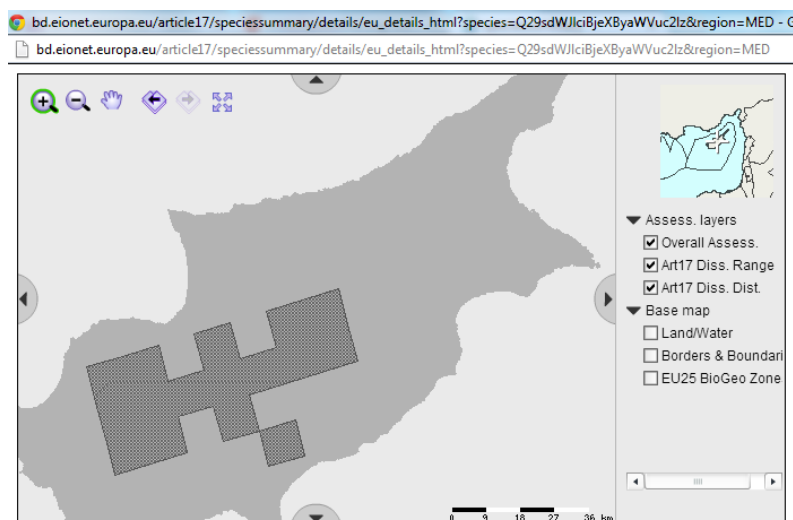 bd.eionet.europa.eu/article17/speciessummary/details/eu_details_html?species=Q29sdWJlciBjeXByaWVuc2lz&region=MED - G
bd.eionet.europa.eu/article17/speciessummary/details/eu_details_html?species=Q29sdWJlciBjeXByaWVuc2lz&region=MED
Assess. layers
Overall Assess.
Art17 Diss. Range
Art17 Diss. Dist.
Base map
Land/Water
Borders & Boundari
EU25 BioGeo Zone
0 9 18 27 36 km